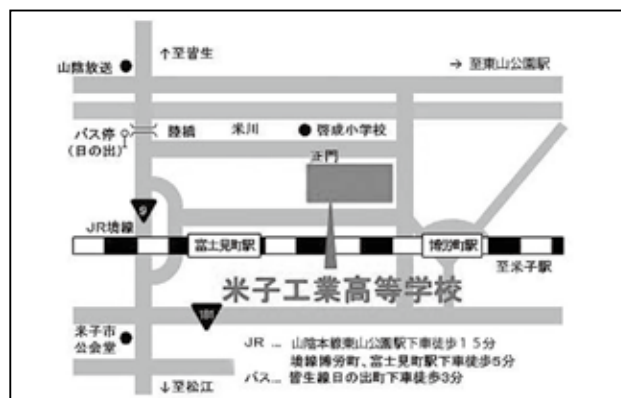 ↑至皆生
山陰放送
→ 至東山公園駅
バス停
(日の出)
陸橋
米川
啓成小学校
正門
9
JR境線
富士見町駅
博労町駅
至米子駅
米子工業高等学校
181
米子市
公会堂
JR … 山陰本線東山公園駅下車徒歩15分
境線博労町、富士見町駅下車徒歩5分
バス… 皆生線日の出町下車徒歩3分
↓至松江